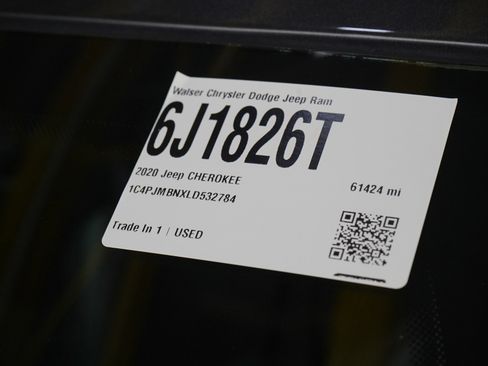 Walser Chrysler Dodge Jeep Ram
6J1826T
2020 Jeep CHEROKEE
61424 mi
1C4PJMBNXLD532784
Trade In 1 | USED